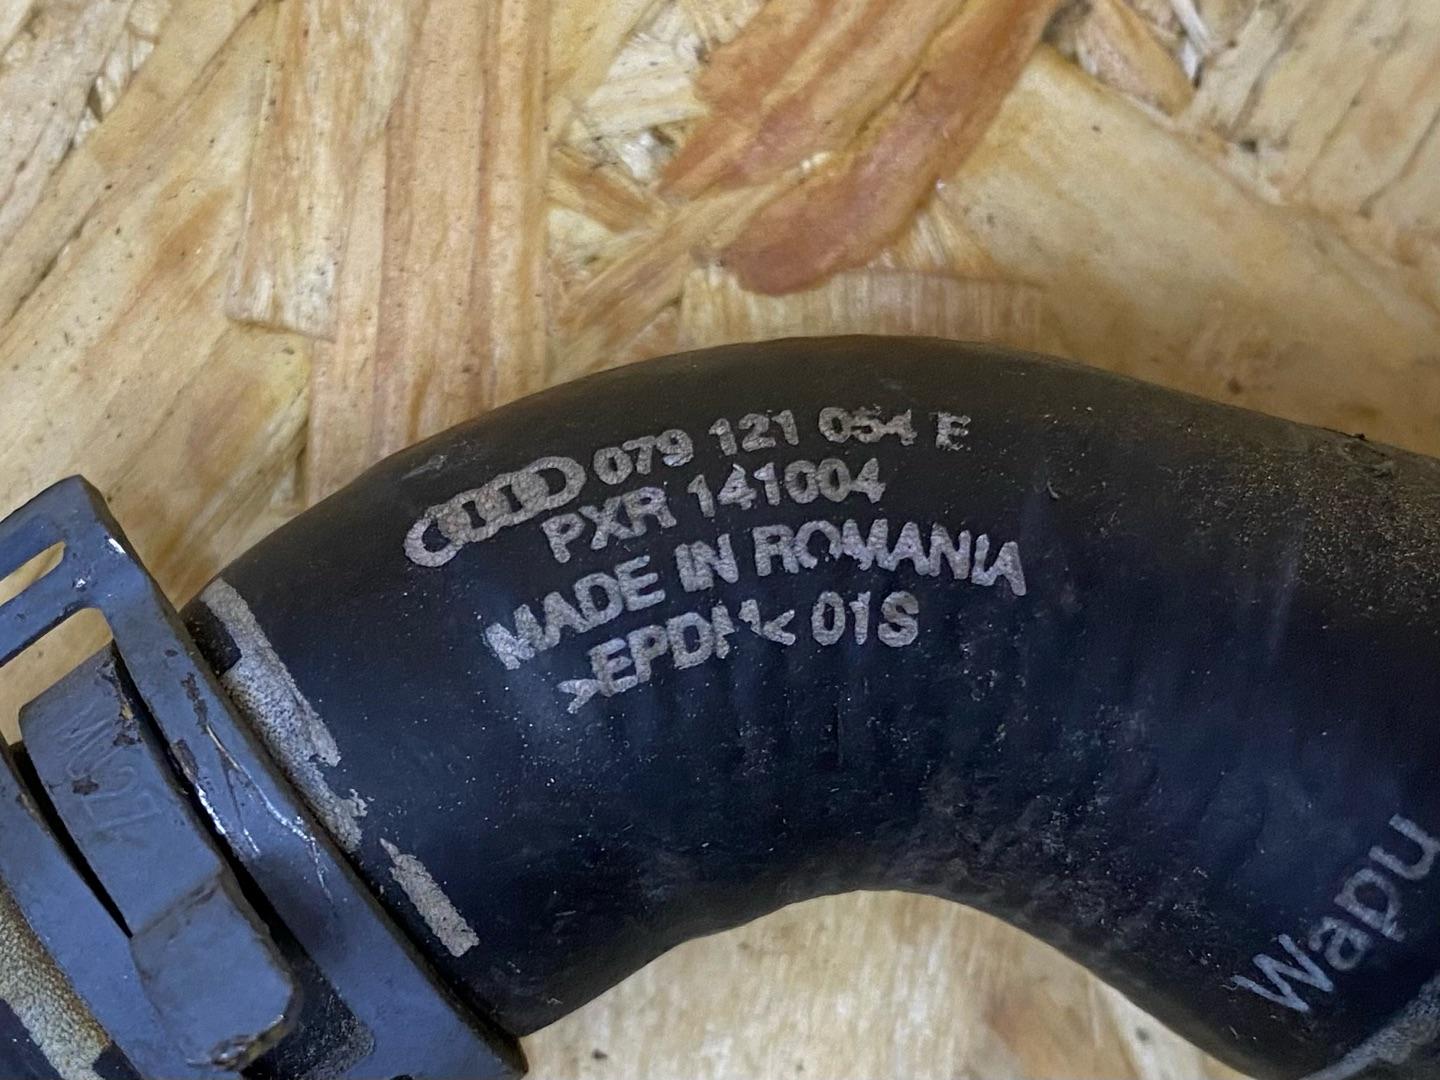 079 121 054 E
PXR 141004
MADE IN ROMANIA
>EPDM< 01S
Wapu